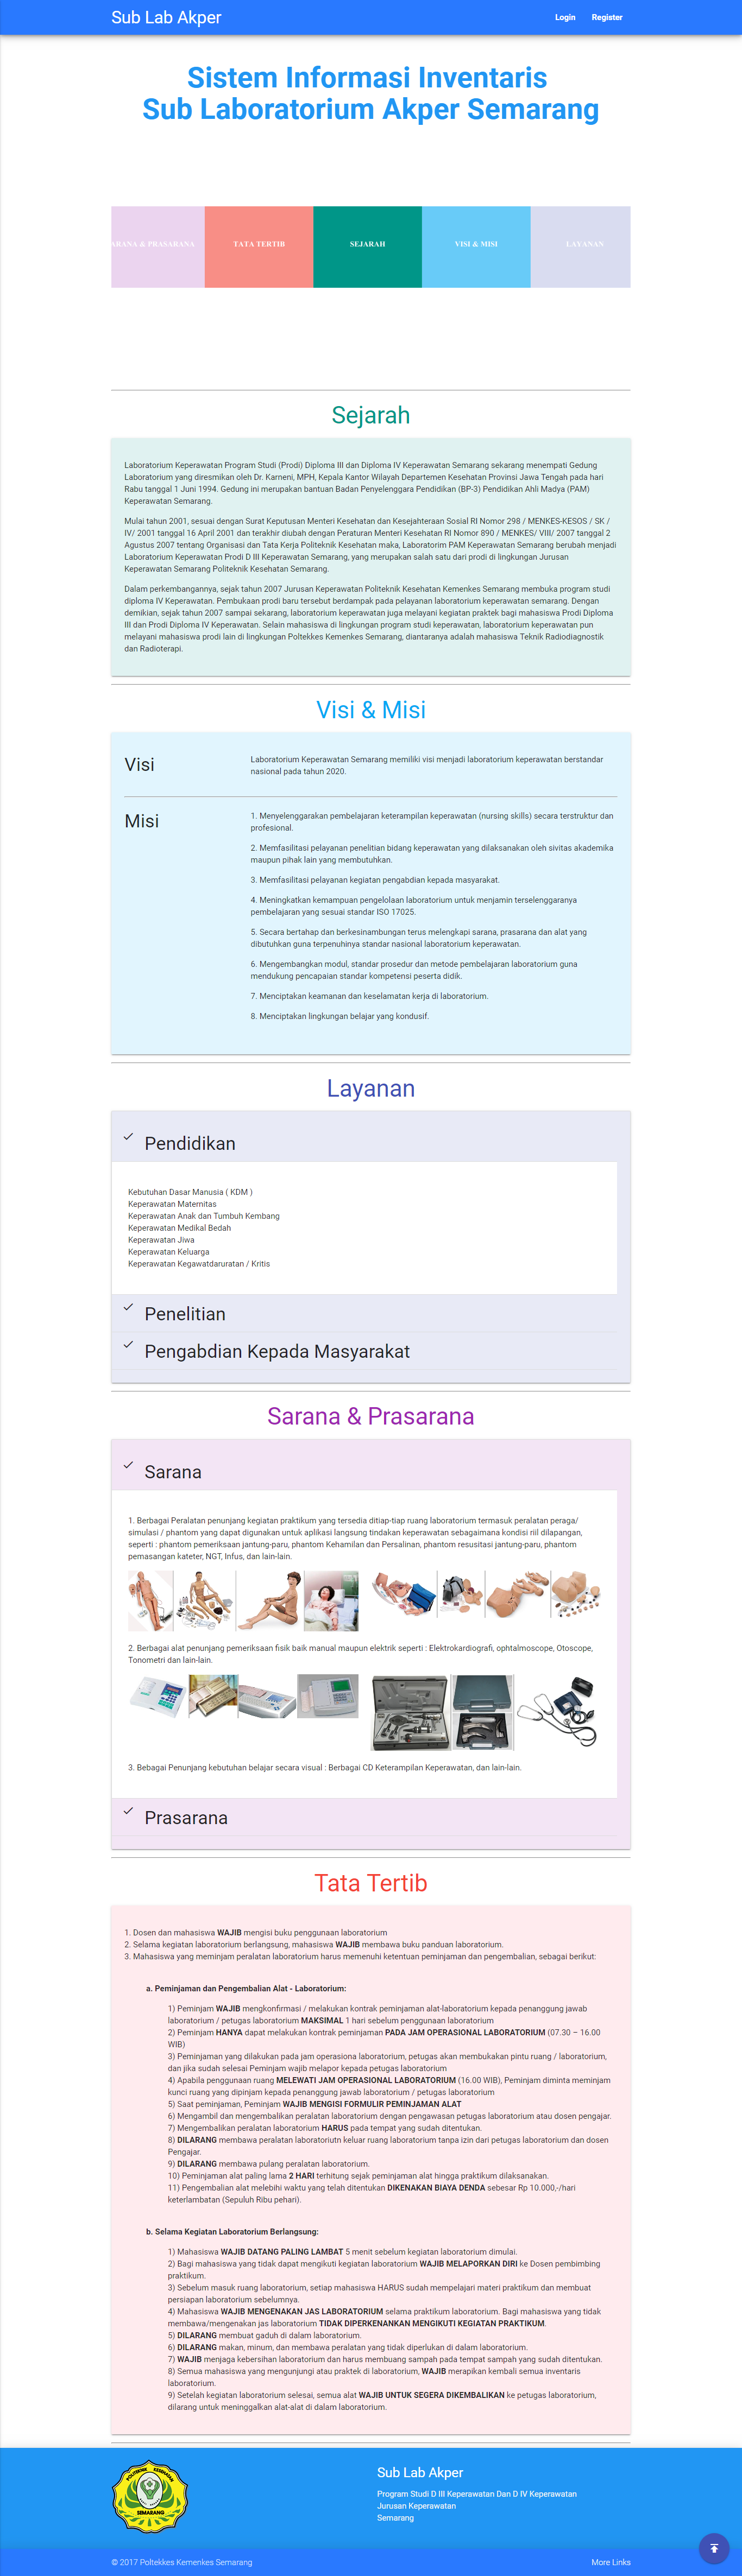 Sub Lab Akper
Login
Register
Sistem Informasi Inventaris
Sub Laboratorium Akper Semarang
ARANA & PRASARANA
TATA TERTIB
SEJARAH
VISI & MISI
LAYANAN
Sejarah
Laboratorium Keperawatan Program Studi (Prodi) Diploma III dan Diploma IV Keperawatan Semarang sekarang menempati Gedung
Laboratorium yang diresmikan oleh Dr. Karneni, MPH, Kepala Kantor Wilayah Departemen Kesehatan Provinsi Jawa Tengah pada hari
Rabu tanggal 1 Juni 1994. Gedung ini merupakan bantuan Badan Penyelenggara Pendidikan (BP-3) Pendidikan Ahli Madya (PAM)
Keperawatan Semarang.
Mulai tahun 2001, sesuai dengan Surat Keputusan Menteri Kesehatan dan Kesejahteraan Sosial RI Nomor 298 / MENKES-KESOS / SK /
IV/ 2001 tanggal 16 April 2001 dan terakhir diubah dengan Peraturan Menteri Kesehatan RI Nomor 890 / MENKES/ VIII/ 2007 tanggal 2
Agustus 2007 tentang Organisasi dan Tata Kerja Politeknik Kesehatan maka, Laboratorim PAM Keperawatan Semarang berubah menjadi
Laboratorium Keperawatan Prodi D III Keperawatan Semarang, yang merupakan salah satu dari prodi di lingkungan Jurusan
Keperawatan Semarang Politeknik Kesehatan Semarang.
Dalam perkembangannya, sejak tahun 2007 Jurusan Keperawatan Politeknik Kesehatan Kemenkes Semarang membuka program studi
diploma IV Keperawatan. Pembukaan prodi baru tersebut berdampak pada pelayanan laboratorium keperawatan semarang. Dengan
demikian, sejak tahun 2007 sampai sekarang, laboratorium keperawatan juga melayani kegiatan praktek bagi mahasiswa Prodi Diploma
III dan Prodi Diploma IV Keperawatan. Selain mahasiswa di lingkungan program studi keperawatan, laboratorium keperawatan pun
melayani mahasiswa prodi lain di lingkungan Poltekkes Kemenkes Semarang, diantaranya adalah mahasiswa Teknik Radiodiagnostik
dan Radioterapi.
Visi & Misi
Visi
Laboratorium Keperawatan Semarang memiliki visi menjadi laboratorium keperawatan berstandar
nasional pada tahun 2020.
Misi
1. Menyelenggarakan pembelajaran keterampilan keperawatan (nursing skills) secara terstruktur dan
profesional.
2. Memfasilitasi pelayanan penelitian bidang keperawatan yang dilaksanakan oleh sivitas akademika
maupun pihak lain yang membutuhkan.
3. Memfasilitasi pelayanan kegiatan pengabdian kepada masyarakat.
4. Meningkatkan kemampuan pengelolaan laboratorium untuk menjamin terselenggaranya
pembelajaran yang sesuai standar ISO 17025.
5. Secara bertahap dan berkesinambungan terus melengkapi sarana, prasarana dan alat yang
dibutuhkan guna terpenuhinya standar nasional laboratorium keperawatan.
6. Mengembangkan modul, standar prosedur dan metode pembelajaran laboratorium guna
mendukung pencapaian standar kompetensi peserta didik.
7. Menciptakan keamanan dan keselamatan kerja di laboratorium.
8. Menciptakan lingkungan belajar yang kondusif.
Layanan
Pendidikan
Kebutuhan Dasar Manusia ( KDM )
Keperawatan Maternitas
Keperawatan Anak dan Tumbuh Kembang
Keperawatan Medikal Bedah
Keperawatan Jiwa
Keperawatan Keluarga
Keperawatan Kegawatdaruratan / Kritis
Penelitian
Pengabdian Kepada Masyarakat
Sarana & Prasarana
Sarana
1. Berbagai Peralatan penunjang kegiatan praktikum yang tersedia ditiap-tiap ruang laboratorium termasuk peralatan peraga/
simulasi / phantom yang dapat digunakan untuk aplikasi langsung tindakan keperawatan sebagaimana kondisi riil dilapangan,
seperti : phantom pemeriksaan jantung-paru, phantom Kehamilan dan Persalinan, phantom resusitasi jantung-paru, phantom
pemasangan kateter, NGT, Infus, dan lain-lain.
2. Berbagai alat penunjang pemeriksaan fisik baik manual maupun elektrik seperti : Elektrokardiografi, ophtalmoscope, Otoscope,
Tonometri dan lain-lain.
3. Bebagai Penunjang kebutuhan belajar secara visual : Berbagai CD Keterampilan Keperawatan, dan lain-lain.
Prasarana
Tata Tertib
1. Dosen dan mahasiswa WAJIB mengisi buku penggunaan laboratorium
2. Selama kegiatan laboratorium berlangsung, mahasiswa WAJIB membawa buku panduan laboratorium.
3. Mahasiswa yang meminjam peralatan laboratorium harus memenuhi ketentuan peminjaman dan pengembalian, sebagai berikut:
a. Peminjaman dan Pengembalian Alat - Laboratorium:
1) Peminjam WAJIB mengkonfirmasi / melakukan kontrak peminjaman alat-laboratorium kepada penanggung jawab
laboratorium / petugas laboratorium MAKSIMAL 1 hari sebelum penggunaan laboratorium
2) Peminjam HANYA dapat melakukan kontrak peminjaman PADA JAM OPERASIONAL LABORATORIUM (07.30 – 16.00
WIB)
3) Peminjaman yang dilakukan pada jam operasiona laboratorium, petugas akan membukakan pintu ruang / laboratorium,
dan jika sudah selesai Peminjam wajib melapor kepada petugas laboratorium
4) Apabila penggunaan ruang MELEWATI JAM OPERASIONAL LABORATORIUM (16.00 WIB), Peminjam diminta meminjam
kunci ruang yang dipinjam kepada penanggung jawab laboratorium / petugas laboratorium
5) Saat peminjaman, Peminjam WAJIB MENGISI FORMULIR PEMINJAMAN ALAT
6) Mengambil dan mengembalikan peralatan laboratorium dengan pengawasan petugas laboratorium atau dosen pengajar.
7) Mengembalikan peralatan laboratorium HARUS pada tempat yang sudah ditentukan.
8) DILARANG membawa peralatan laboratoriutn keluar ruang laboratorium tanpa izin dari petugas laboratorium dan dosen
Pengajar.
9) DILARANG membawa pulang peralatan laboratorium.
10) Peminjaman alat paling lama 2 HARI terhitung sejak peminjaman alat hingga praktikum dilaksanakan.
11) Pengembalian alat melebihi waktu yang telah ditentukan DIKENAKAN BIAYA DENDA sebesar Rp 10.000,-/hari
keterlambatan (Sepuluh Ribu pehari).
b. Selama Kegiatan Laboratorium Berlangsung:
1) Mahasiswa WAJIB DATANG PALING LAMBAT 5 menit sebelum kegiatan laboratorium dimulai.
2) Bagi mahasiswa yang tidak dapat mengikuti kegiatan laboratorium WAJIB MELAPORKAN DIRI ke Dosen pembimbing
praktikum.
3) Sebelum masuk ruang laboratorium, setiap mahasiswa HARUS sudah mempelajari materi praktikum dan membuat
persiapan laboratorium sebelumnya.
4) Mahasiswa WAJIB MENGENAKAN JAS LABORATORIUM selama praktikum laboratorium. Bagi mahasiswa yang tidak
membawa/mengenakan jas laboratorium TIDAK DIPERKENANKAN MENGIKUTI KEGIATAN PRAKTIKUM.
5) DILARANG membuat gaduh di dalam laboratorium.
6) DILARANG makan, minum, dan membawa peralatan yang tidak diperlukan di dalam laboratorium.
7) WAJIB menjaga kebersihan laboratorium dan harus membuang sampah pada tempat sampah yang sudah ditentukan.
8) Semua mahasiswa yang mengunjungi atau praktek di laboratorium, WAJIB merapikan kembali semua inventaris
laboratorium.
9) Setelah kegiatan laboratorium selesai, semua alat WAJIB UNTUK SEGERA DIKEMBALIKAN ke petugas laboratorium,
dilarang untuk meninggalkan alat-alat di dalam laboratorium.
POLITEKNIK KESEHATAN
SEMARANG
Sub Lab Akper
Program Studi D III Keperawatan Dan D IV Keperawatan
Jurusan Keperawatan
Semarang
© 2017 Poltekkes Kemenkes Semarang
More Links